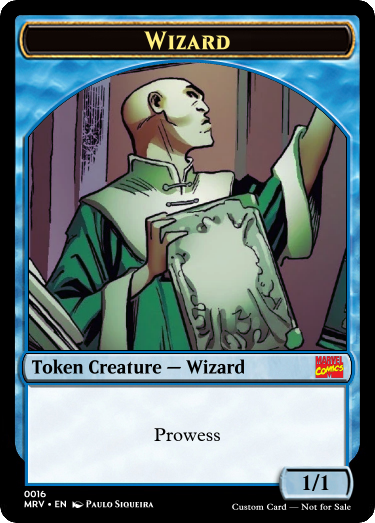 Wizard
Token Creature — Wizard
MARVEL
COMICS
Prowess
1/1
0016
MRV • EN Paulo Siqueira
Custom Card — Not for Sale